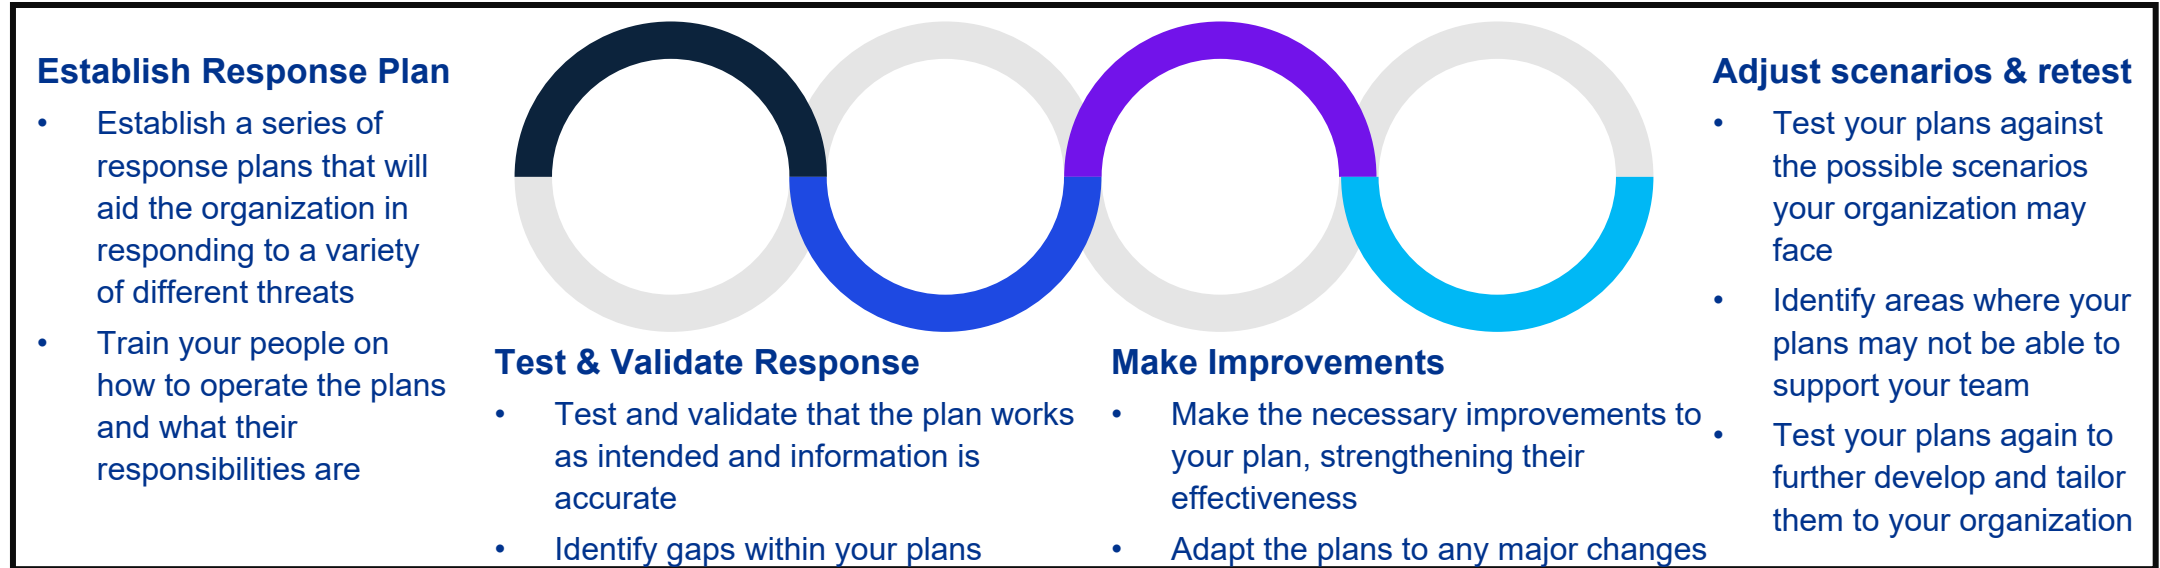 Establish Response Plan
• Establish a series of
response plans that will
aid the organization in
responding to a variety
of different threats
• Train your people on
how to operate the plans
and what their
responsibilities are
Test & Validate Response
• Test and validate that the plan works
as intended and information is
accurate
• Identify gaps within your plans
Make Improvements
• Make the necessary improvements to
your plan, strengthening their
effectiveness
• Adapt the plans to any major changes
Adjust scenarios & retest
• Test your plans against
the possible scenarios
your organization may
face
• Identify areas where your
plans may not be able to
support your team
• Test your plans again to
further develop and tailor
them to your organization